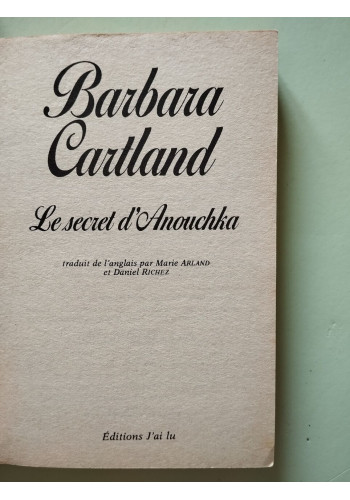 Barbara
Cartland
Le secret d'Anouchka
traduit de l'anglais par Marie ARLAND
et Daniel RICHEZ
Éditions J'ai lu